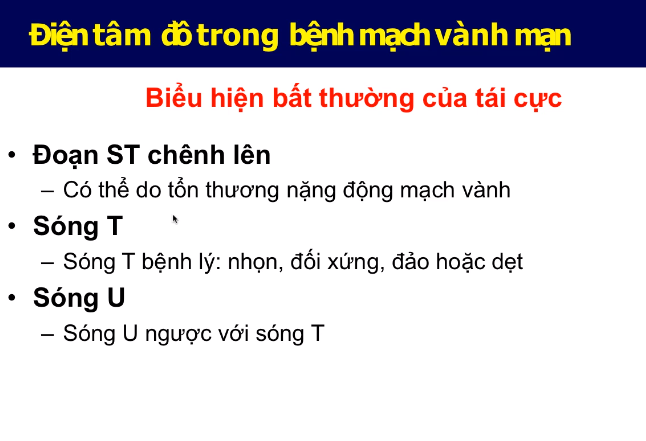 Điện tâm đồ trong bệnh mạch vành mạn
Biểu hiện bất thường của tái cực
• Đoạn ST chênh lên
– Có thể do tổn thương nặng động mạch vành
• Sóng T
– Sóng T bệnh lý: nhọn, đối xứng, đảo hoặc dẹt
• Sóng U
– Sóng U ngược với sóng T